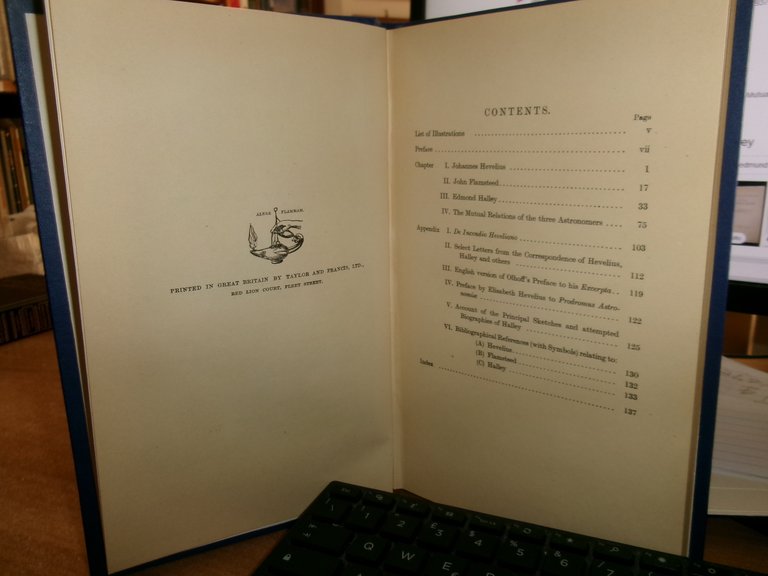 ALERE FLAMMAM.
PRINTED IN GREAT BRITAIN BY TAYLOR AND FRANCIS, LTD.,
RED LION COURT, FLEET STREET.
CONTENTS.
Page
List of Illustrations v
Preface vii
Chapter I. Johannes Hevelius 1
II. John Flamsteed 17
III. Edmond Halley 33
IV. The Mutual Relations of the three Astronomers 75
Appendix I. De Incendio Heveliano 103
II. Select Letters from the Correspondence of Hevelius,
Halley and others 112
III. English version of Olhoff's Preface to his Excerpta 119
IV. Preface by Elisabeth Hevelius to Prodromus Astro-
nomiæ 122
V. Account of the Principal Sketches and attempted
Biographies of Halley 125
VI. Bibliographical References (with Symbols) relating to:
(A) Hevelius 130
(B) Flamsteed 132
(C) Halley 133
Index 137
Q W E